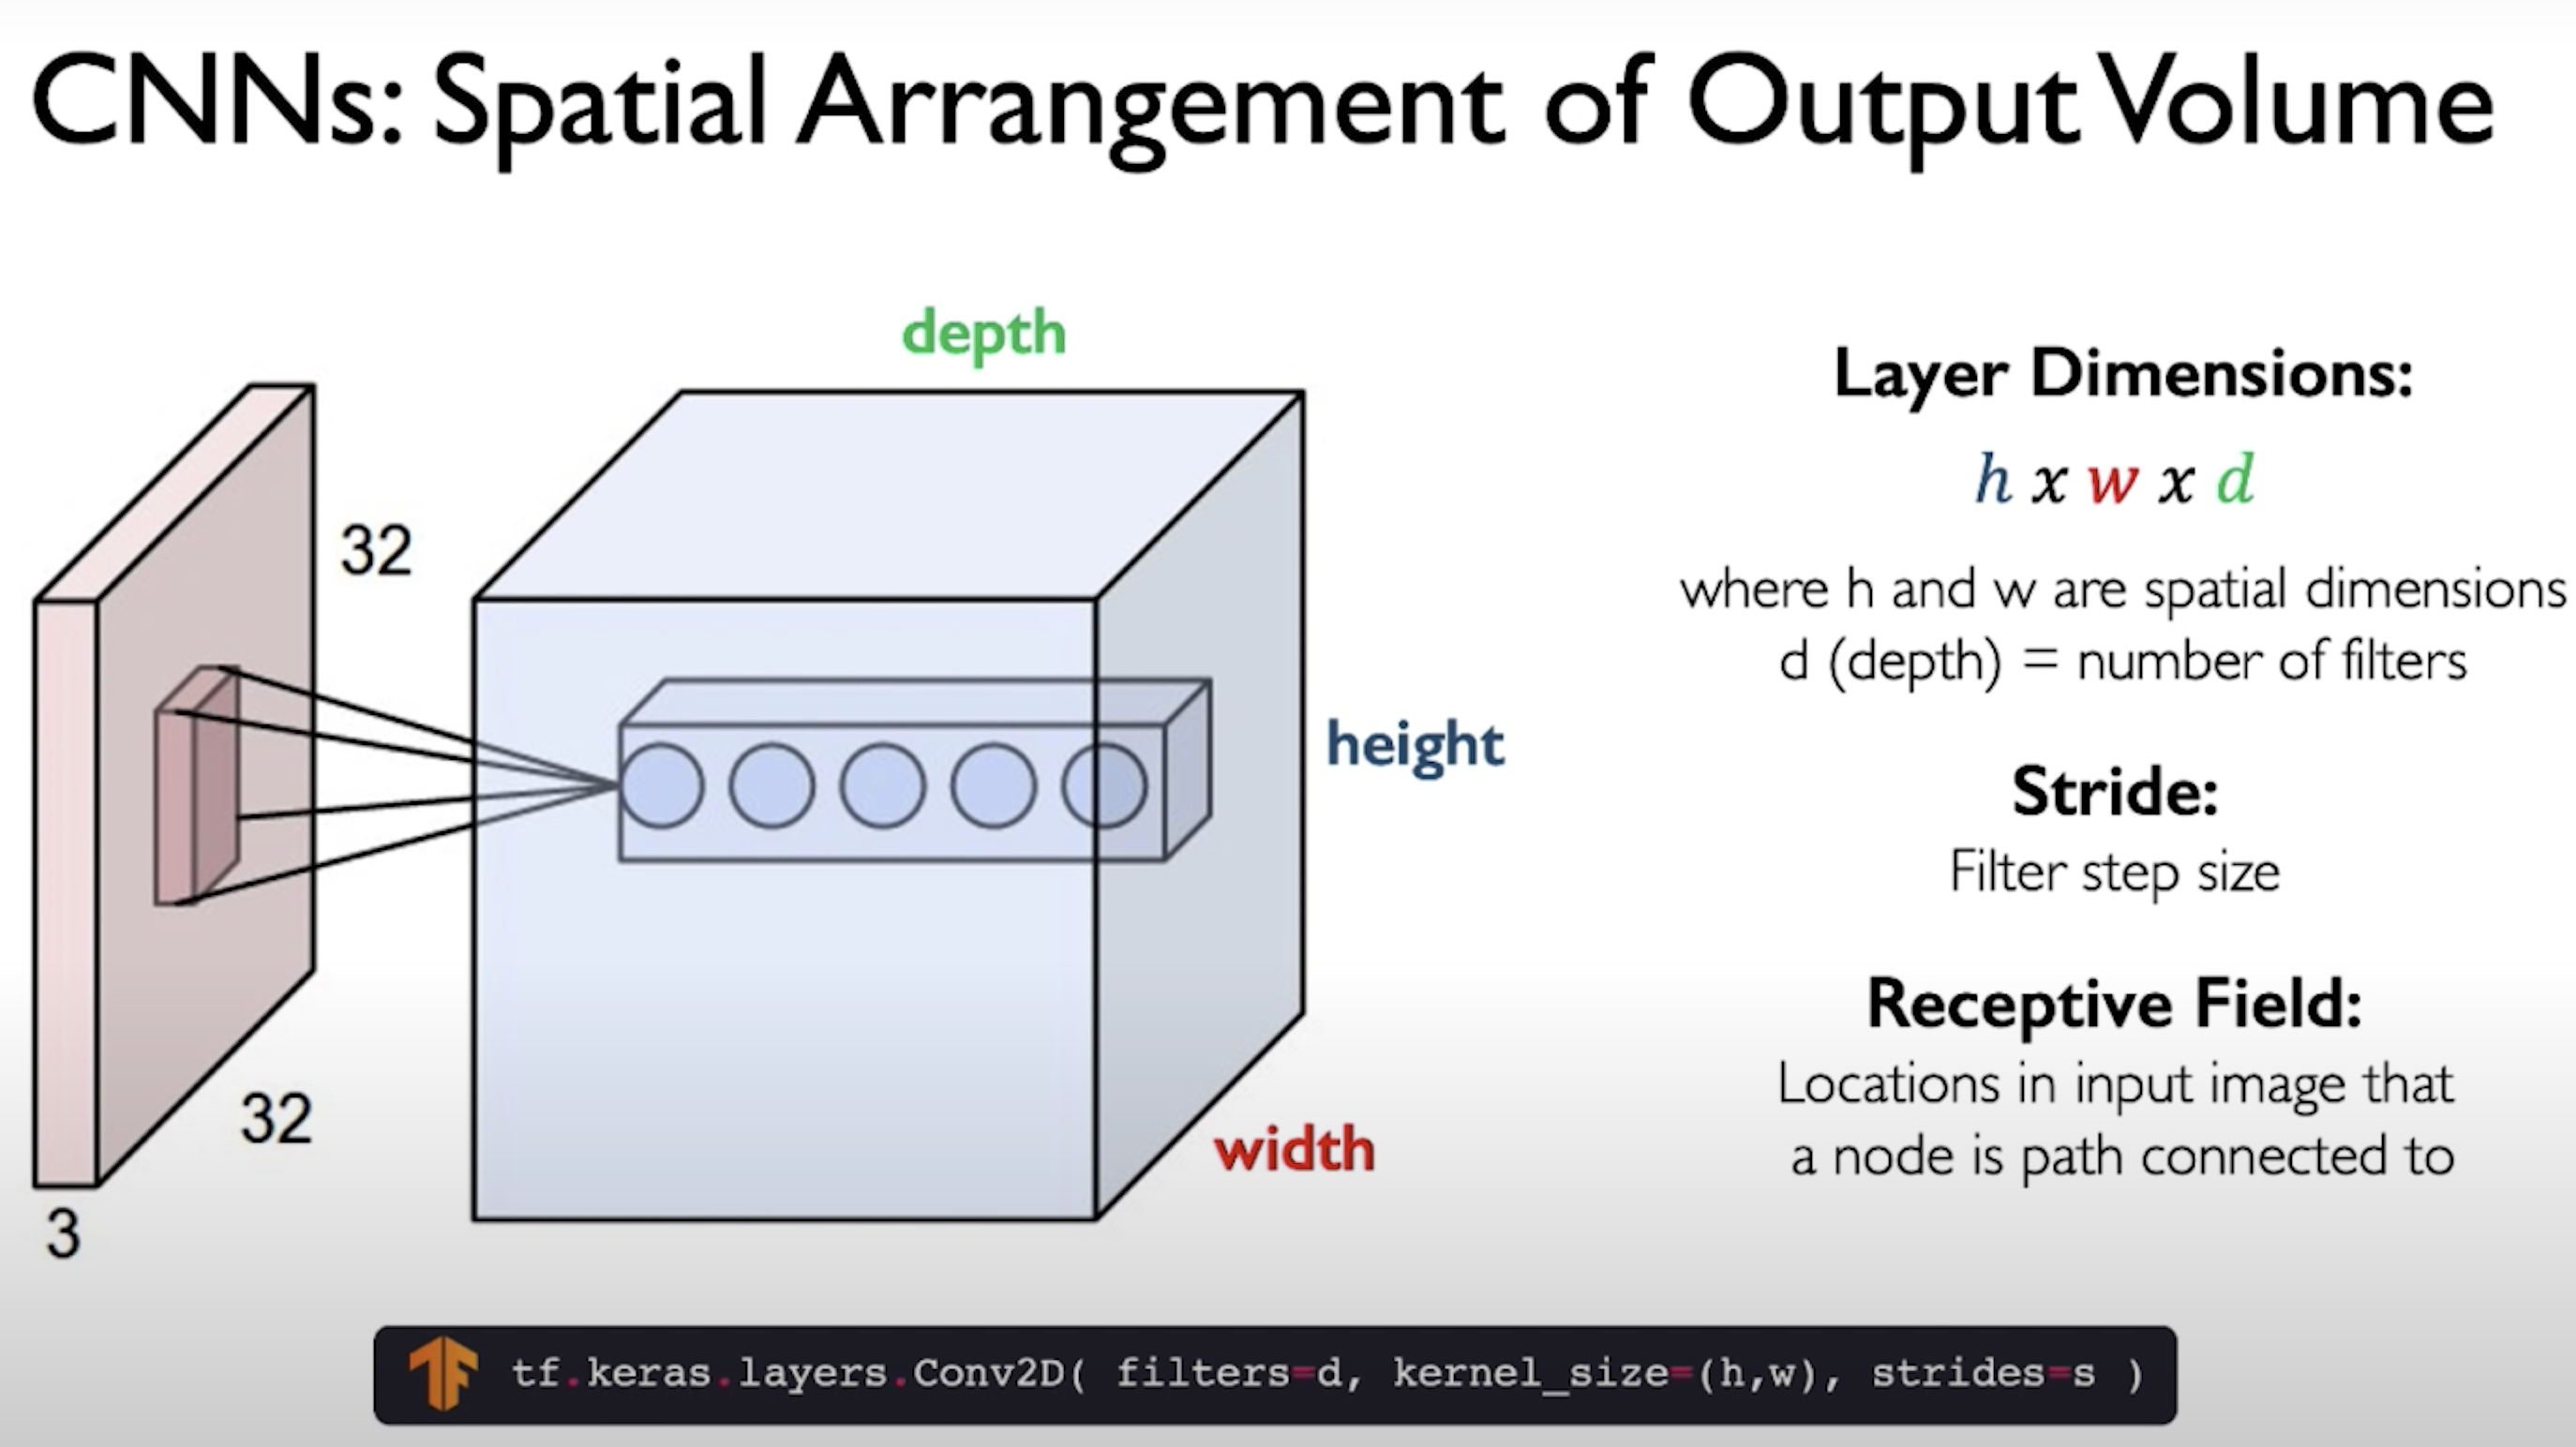 CNNs: Spatial Arrangement of Output Volume
depth
32
32
3
height
width
Layer Dimensions:
h x w x d
where h and w are spatial dimensions
d (depth) = number of filters
Stride:
Filter step size
Receptive Field:
Locations in input image that
a node is path connected to
tf.keras.layers.Conv2D( filters=d, kernel_size=(h,w), strides=s )